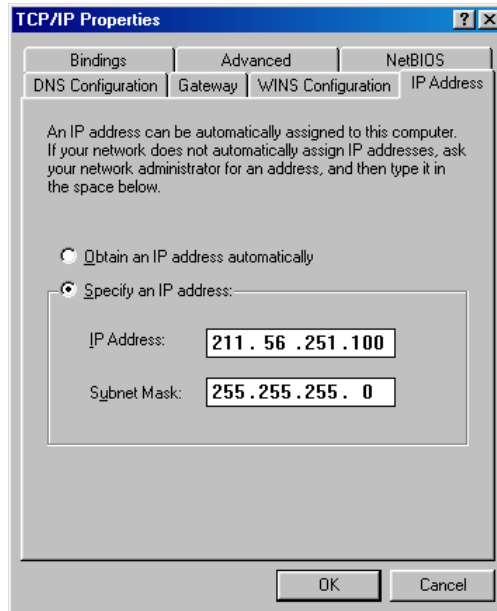 TCP/IP Properties
? ×
Bindings Advanced NetBIOS
DNS Configuration Gateway WINS Configuration IP Address
An IP address can be automatically assigned to this computer.
If your network does not automatically assign IP addresses, ask
your network administrator for an address, and then type it in
the space below.
Obtain an IP address automatically
Specify an IP address:
IP Address: 211. 56 .251.100
Subnet Mask: 255.255.255. 0
OK Cancel